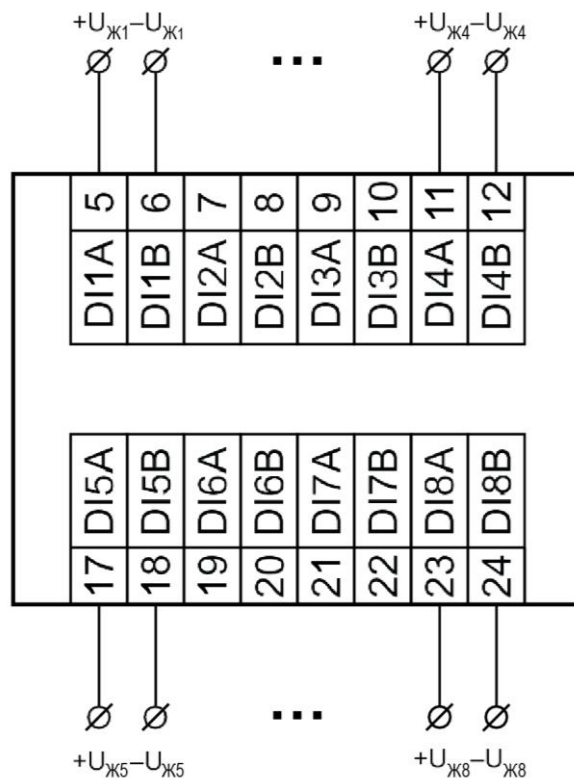 +Uж1–Uж1 ... +Uж4–Uж4
5 6 7 8 9 10 11 12
DI1A DI1B DI2A DI2B DI3A DI3B DI4A DI4B
DI5A DI5B DI6A DI6B DI7A DI7B DI8A DI8B
17 18 19 20 21 22 23 24
+Uж5–Uж5 ... +Uж8–Uж8